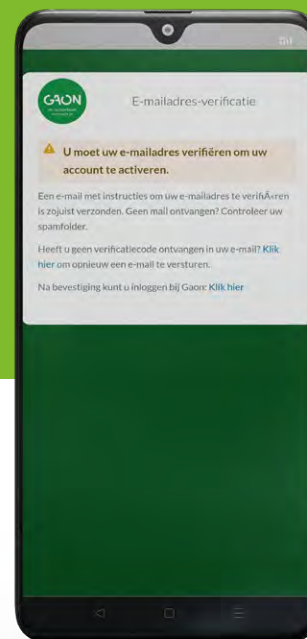 GAON
E-mailadres-verificatie
U moet uw e-mailadres verifiëren om uw
account te activeren.
Een e-mail met instructies om uw e-mailadres te verifiÃ«ren
is zojuist verzonden. Geen mail ontvangen? Controleer uw
spamfolder.
Heeft u geen verificatiecode ontvangen in uw e-mail? Klik
hier om opnieuw een e-mail te versturen.
Na bevestiging kunt u inloggen bij Gaon: Klik hier